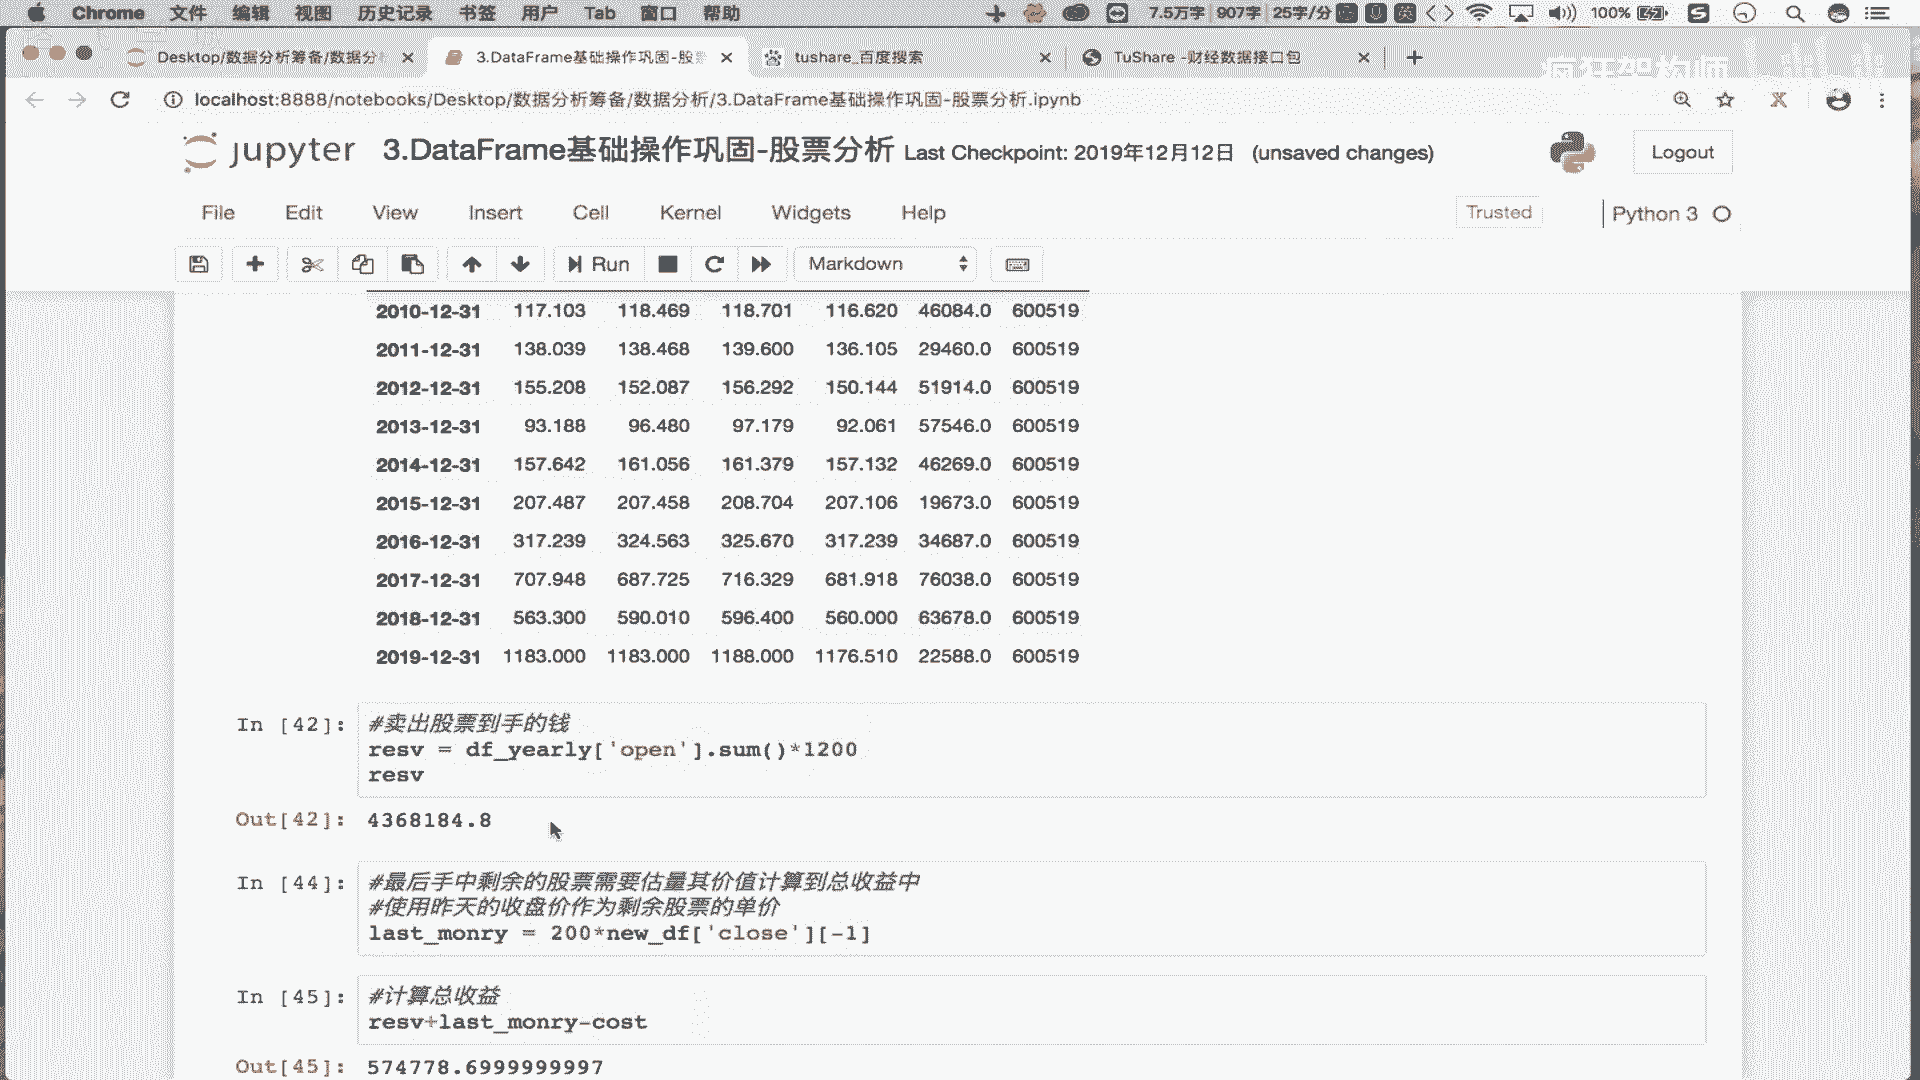 Chrome 文件 编辑 视图 历史记录 书签 用户 Tab 窗口 帮助 7.5万字 907字 25字/分 英 100%
Desktop/数据分析筹备/数据分 3.DataFrame基础操作巩固-股 tushare_百度搜索 TuShare -财经数据接口包
疯狂架构师
localhost:8888/notebooks/Desktop/数据分析筹备/数据分析/3.DataFrame基础操作巩固-股票分析.ipynb
jupyter 3.DataFrame基础操作巩固-股票分析 Last Checkpoint: 2019年12月12日 (unsaved changes) Logout
File Edit View Insert Cell Kernel Widgets Help Trusted Python 3
Run Markdown
2010-12-31 117.103 118.469 118.701 116.620 46084.0 600519
2011-12-31 138.039 138.468 139.600 136.105 29460.0 600519
2012-12-31 155.208 152.087 156.292 150.144 51914.0 600519
2013-12-31 93.188 96.480 97.179 92.061 57546.0 600519
2014-12-31 157.642 161.056 161.379 157.132 46269.0 600519
2015-12-31 207.487 207.458 208.704 207.106 19673.0 600519
2016-12-31 317.239 324.563 325.670 317.239 34687.0 600519
2017-12-31 707.948 687.725 716.329 681.918 76038.0 600519
2018-12-31 563.300 590.010 596.400 560.000 63678.0 600519
2019-12-31 1183.000 1183.000 1188.000 1176.510 22588.0 600519
In [42]: #卖出股票到手的钱
resv = df_yearly['open'].sum()*1200
resv
Out[42]: 4368184.8
In [44]: #最后手中剩余的股票需要估量其价值计算到总收益中
#使用昨天的收盘价作为剩余股票的单价
last_monry = 200*new_df['close'][-1]
In [45]: #计算总收益
resv+last_monry-cost
Out[45]: 574778.6999999997